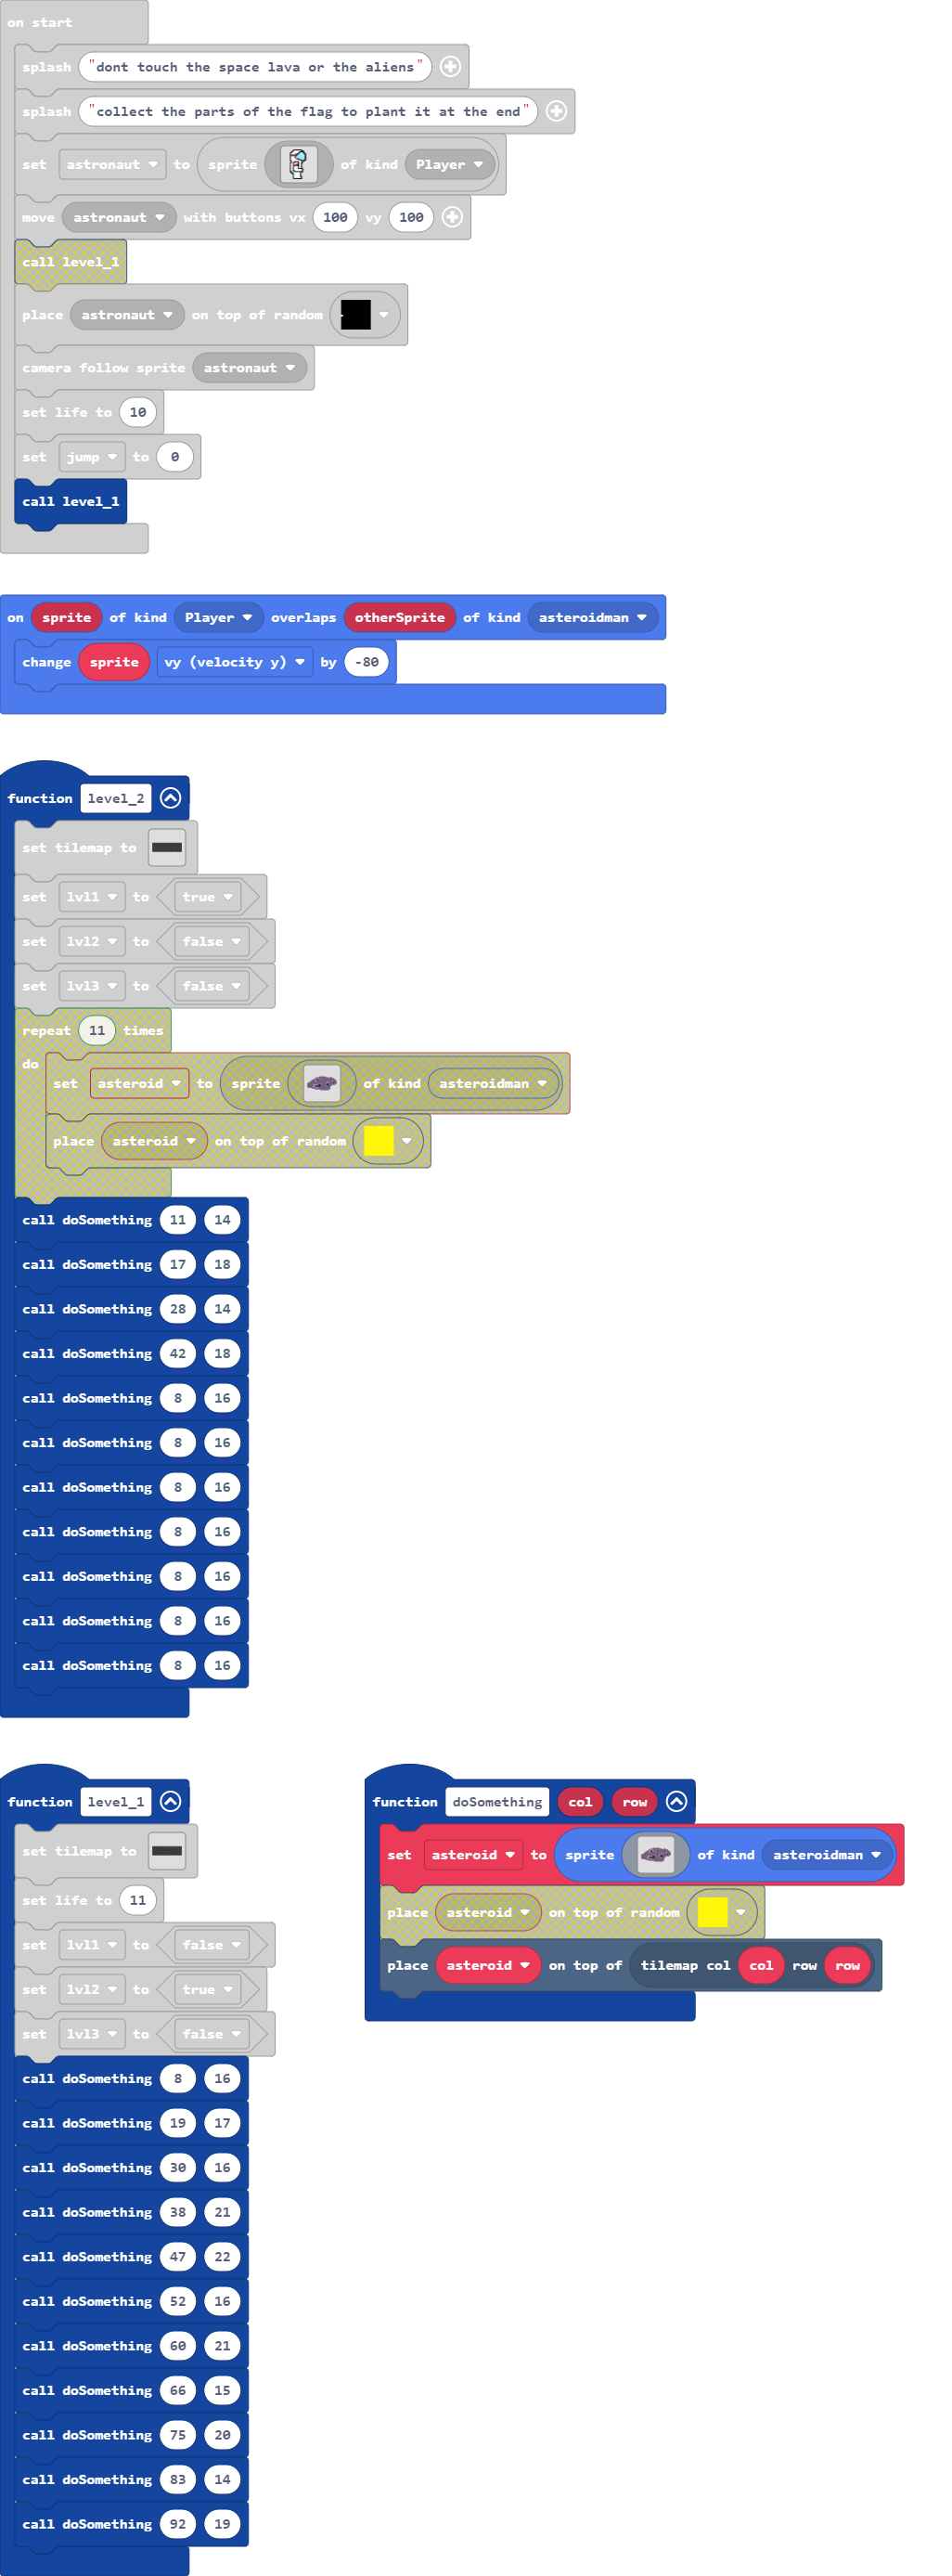 on start
splash "dont touch the space lava or the aliens"
splash "collect the parts of the flag to plant it at the end"
set astronaut to sprite of kind Player
move astronaut with buttons vx 100 vy 100
call level_1
place astronaut on top of random
camera follow sprite astronaut
set life to 10
set jump to 0
call level_1
on sprite of kind Player overlaps otherSprite of kind asteroidman
change sprite vy (velocity y) by -80
function level_2
set tilemap to
set lvl1 to true
set lvl2 to false
set lvl3 to false
repeat 11 times
do
set asteroid to sprite of kind asteroidman
place asteroid on top of random
call doSomething 11 14
call doSomething 17 18
call doSomething 28 14
call doSomething 42 18
call doSomething 8 16
call doSomething 8 16
call doSomething 8 16
call doSomething 8 16
call doSomething 8 16
call doSomething 8 16
call doSomething 8 16
function level_1
set tilemap to
set life to 11
set lvl1 to false
set lvl2 to true
set lvl3 to false
call doSomething 8 16
call doSomething 19 17
call doSomething 30 16
call doSomething 38 21
call doSomething 47 22
call doSomething 52 16
call doSomething 60 21
call doSomething 66 15
call doSomething 75 20
call doSomething 83 14
call doSomething 92 19
function doSomething col row
set asteroid to sprite of kind asteroidman
place asteroid on top of random
place asteroid on top of tilemap col col row row